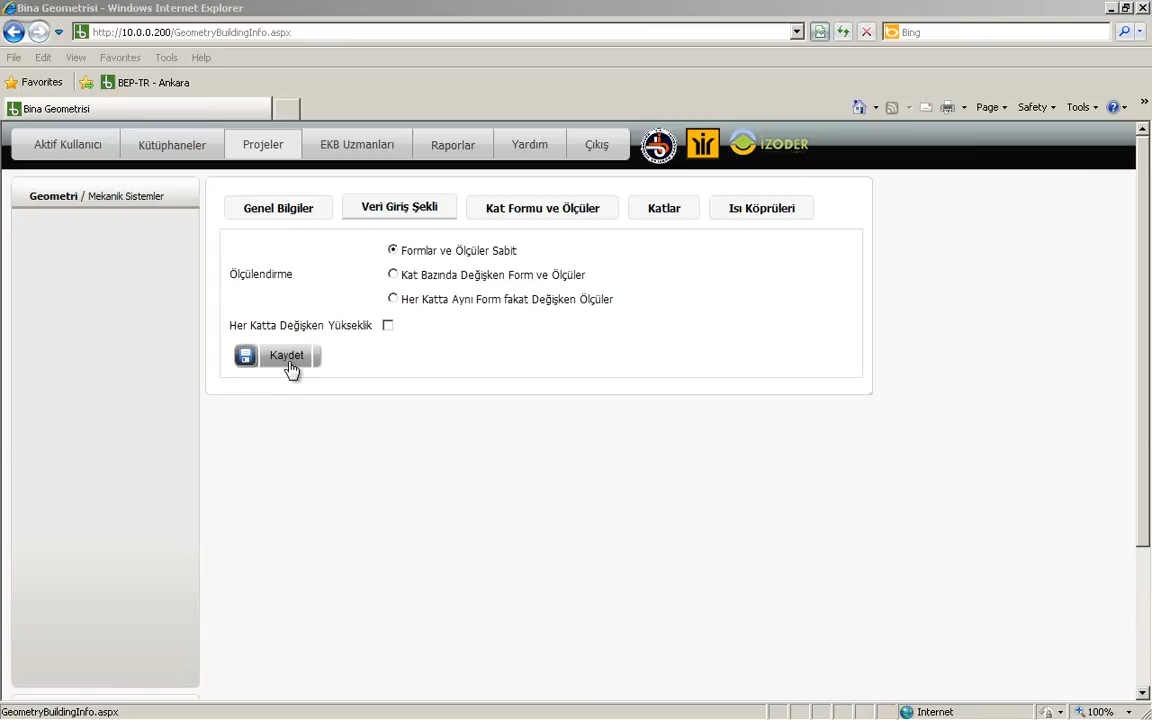 Bina Geometrisi - Windows Internet Explorer
http://10.0.0.200/GeometryBuildingInfo.aspx
Bing
File Edit View Favorites Tools Help
Favorites BEP-TR - Ankara
Bina Geometrisi
Page Safety Tools
Aktif Kullanıcı Kütüphaneler Projeler EKB Uzmanları Raporlar Yardım Çıkış İZODER
Geometri / Mekanik Sistemler
Genel Bilgiler Veri Giriş Şekli Kat Formu ve Ölçüler Katlar Isı Köprüleri
Formlar ve Ölçüler Sabit
Ölçülendirme
Kat Bazında Değişken Form ve Ölçüler
Her Katta Aynı Form fakat Değişken Ölçüler
Her Katta Değişken Yükseklik
Kaydet
GeometryBuildingInfo.aspx Internet 100%